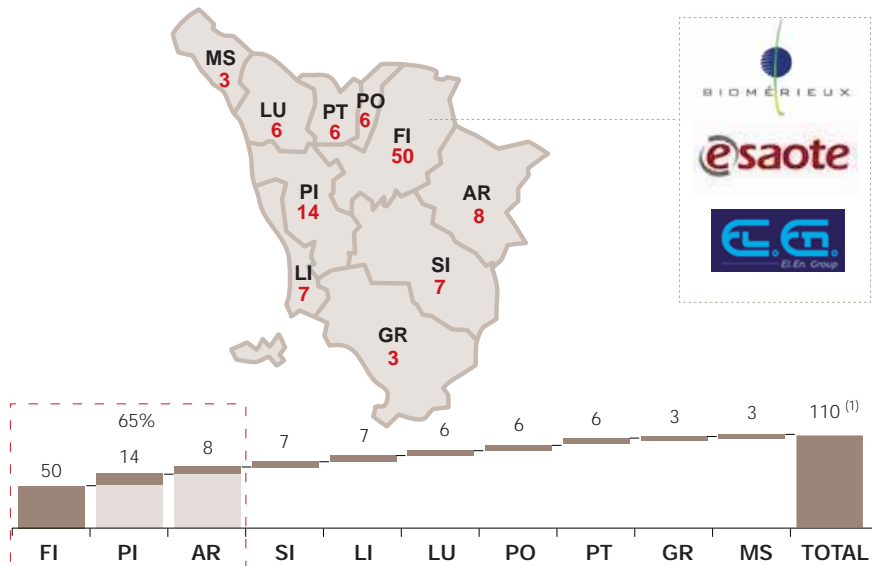 MS
3
LU
6
PT
6
PO
6
FI
50
PI
14
AR
8
LI
7
SI
7
GR
3
BIOMÉRIEUX
esaote
EL.En.
El.En. Group
65%
50
14
8
7
7
6
6
6
3
3
110 (1)
FI PI AR SI LI LU PO PT GR MS TOTAL